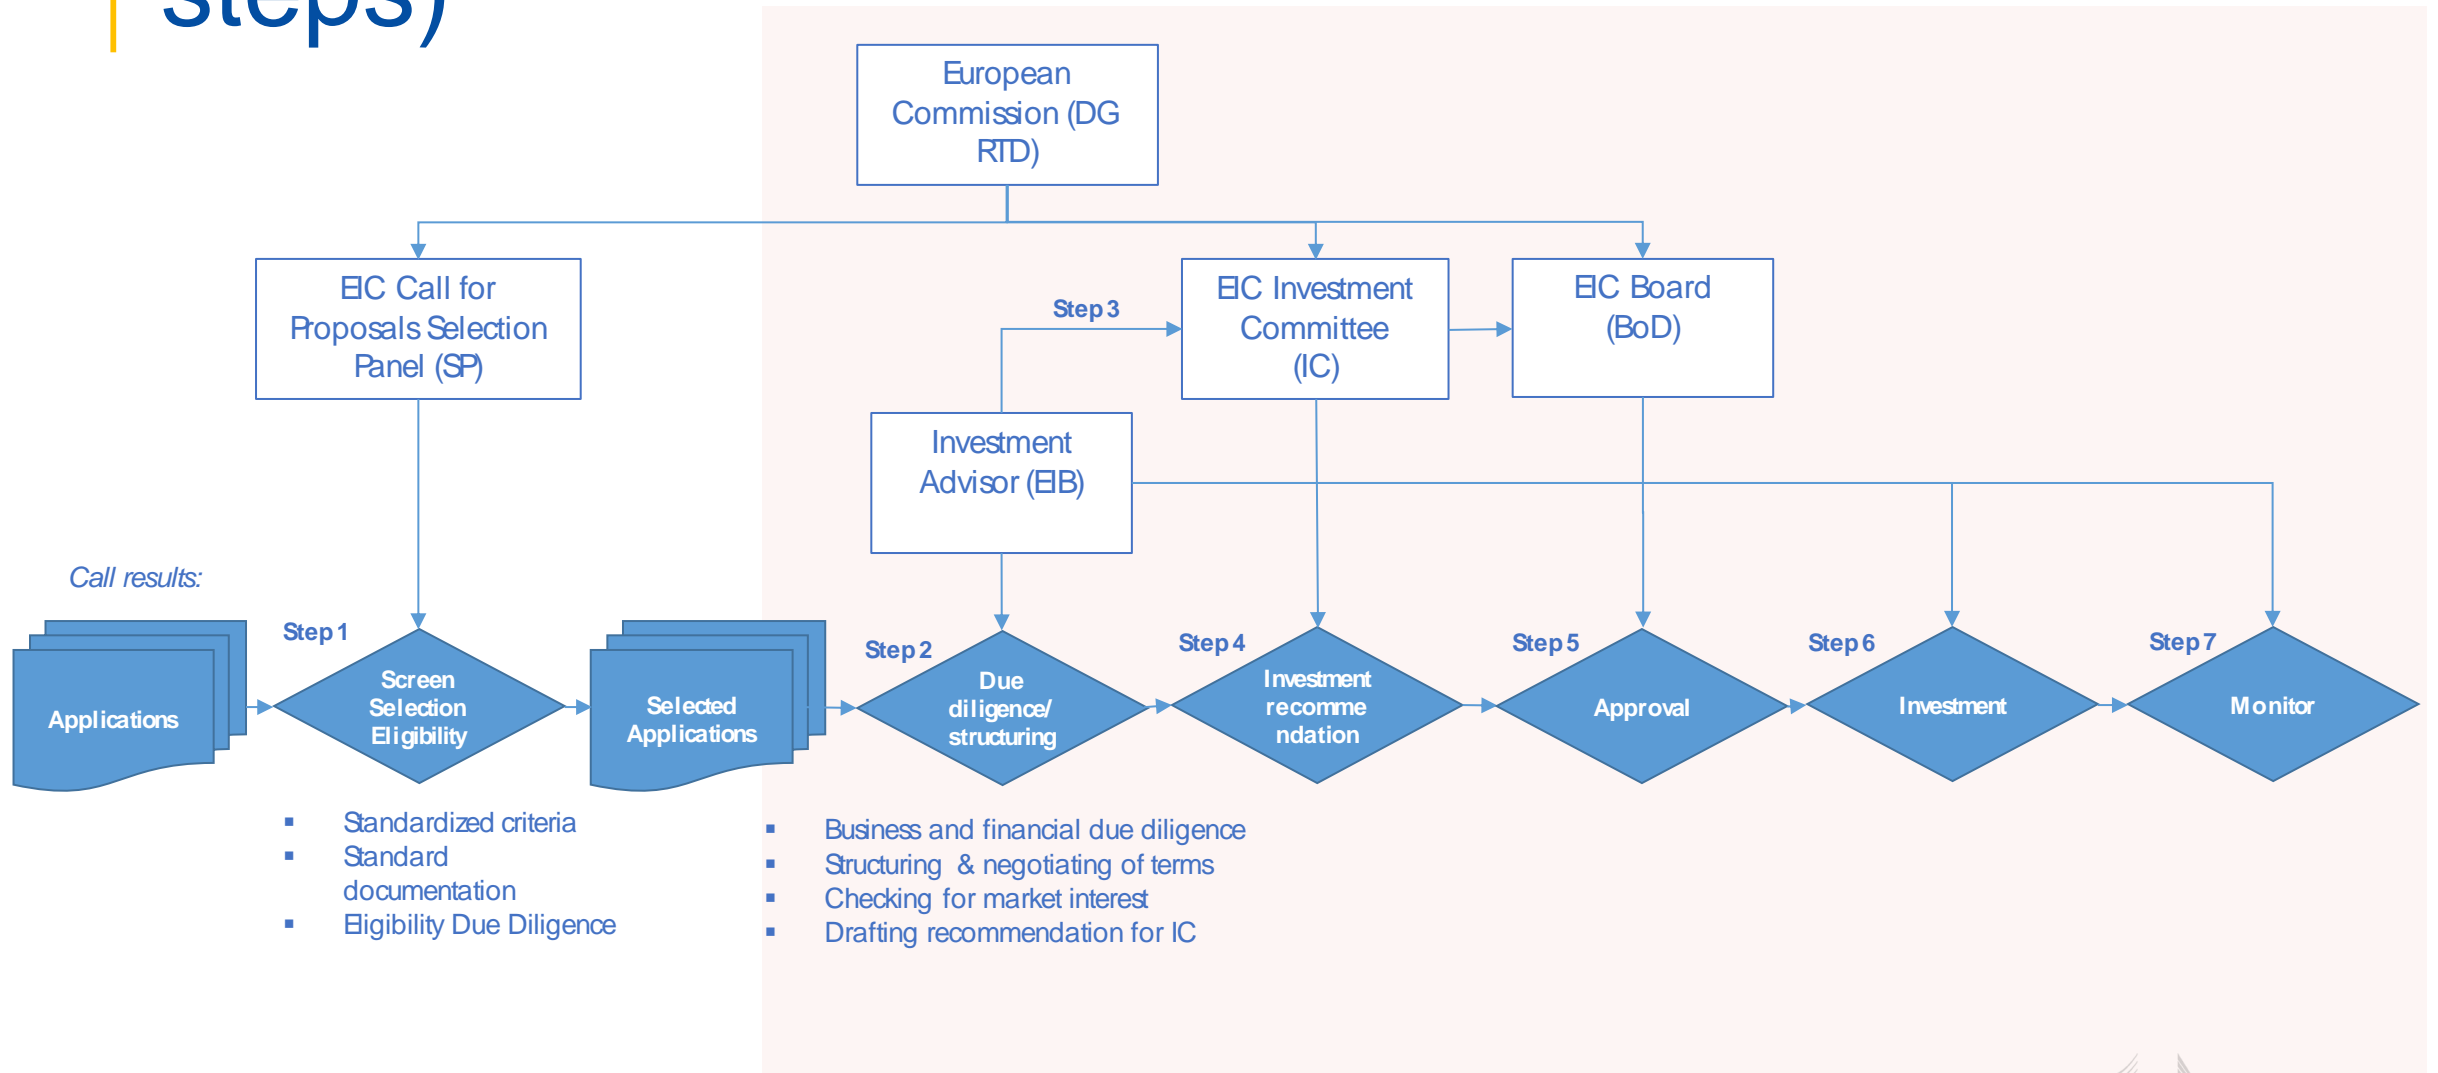 steps)
European
Commission (DG
RTD)
EIC Call for
Proposals Selection
Panel (SP)
Step 3
EIC Investment
Committee
(IC)
EIC Board
(BoD)
Investment
Advisor (EIB)
Call results:
Applications
Step 1
Screen
Selection
Eligibility
Selected
Applications
Step 2
Due
diligence/
structuring
Step 4
Investment
recomme
ndation
Step 5
Approval
Step 6
Investment
Step 7
Monitor
▪ Standardized criteria
▪ Standard
documentation
▪ Eligibility Due Diligence
▪ Business and financial due diligence
▪ Structuring & negotiating of terms
▪ Checking for market interest
▪ Drafting recommendation for IC